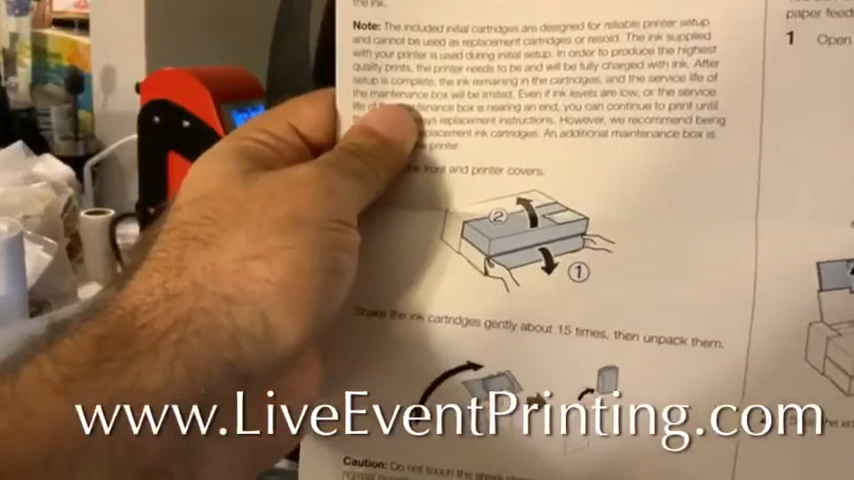 the ink.
Note: The included initial cartridges are designed for reliable printer setup
and cannot be used as replacement cartridges or resold. The ink supplied
with your printer is used during initial setup. In order to produce the highest
quality prints, the printer needs to be and will be fully charged with ink. After
setup is complete, the ink remaining in the cartridges, and the service life of
the maintenance box will be limited. Even if ink levels are low, or the service
life of maintenance box is nearing an end, you can continue to print until
replacement instructions. However, we recommend buying
replacement ink cartridges. An additional maintenance box is
printer.
front and printer covers.
2
1
Shake the ink cartridges gently about 15 times, then unpack them.
Caution: Do not touch the areas
paper feed
1 Open
www.LiveEventPrinting.com